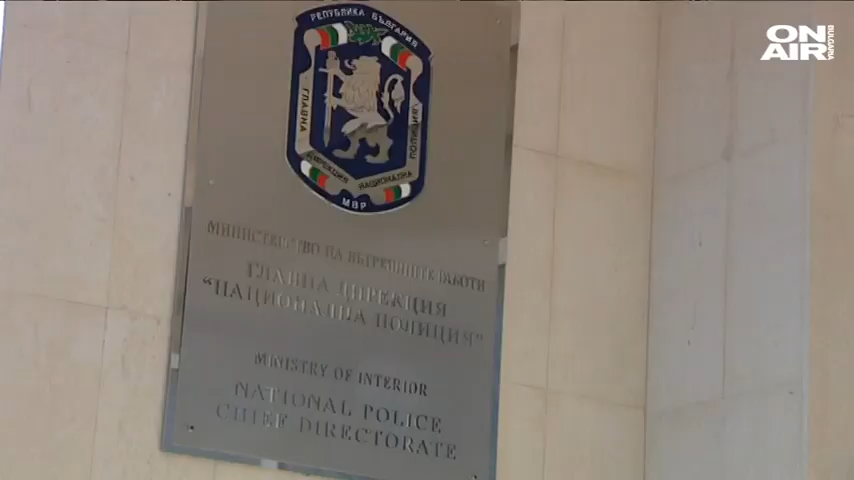 РЕПУБЛИКА БЪЛГАРИЯ
ГЛАВНА
ДИРЕКЦИЯ
НАЦИОНАЛНА
ПОЛИЦИЯ
МВР
МИНИСТЕРСТВО НА ВЪТРЕШНИТЕ РАБОТИ
ГЛАВНА ДИРЕКЦИЯ
“НАЦИОНАЛНА ПОЛИЦИЯ”
MINISTRY OF INTERIOR
NATIONAL POLICE
CHIEF DIRECTORATE
ON AIR
BULGARIA